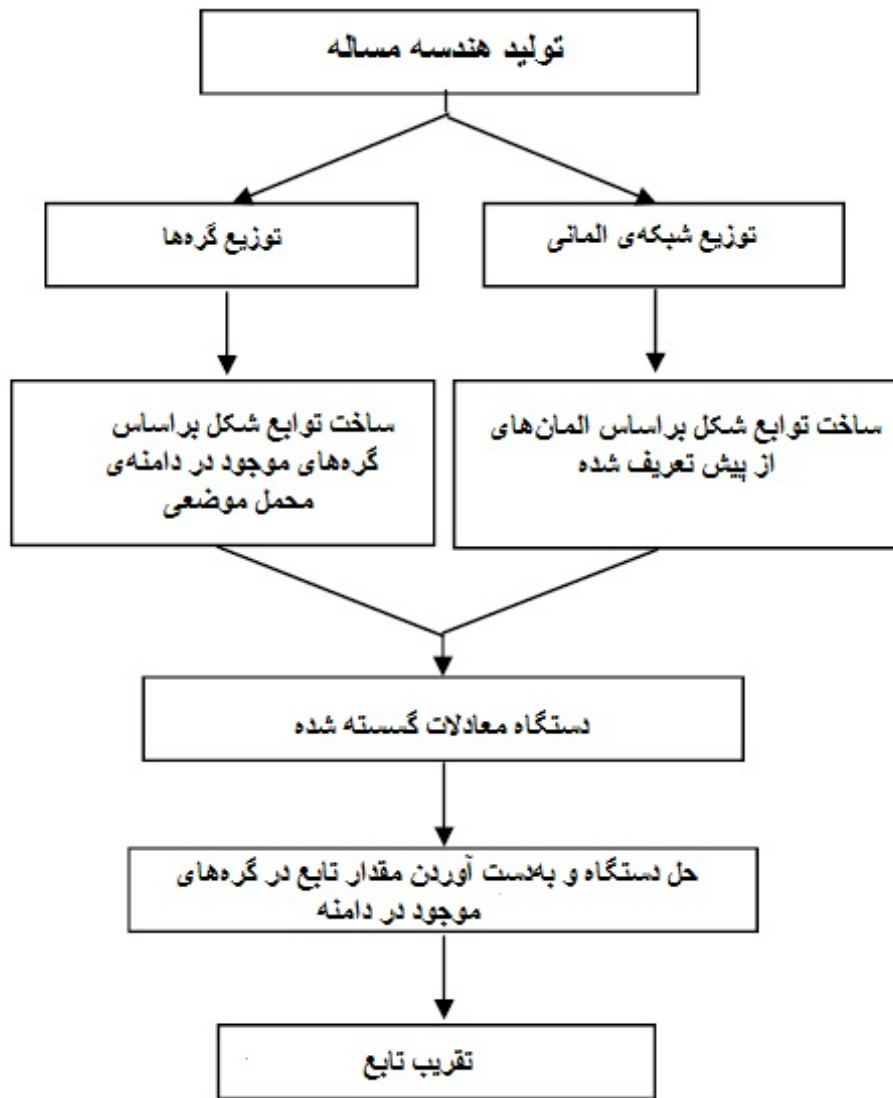 تولید هندسه مساله
توزیع شبکه‌ی المانی
توزیع گره‌ها
ساخت توابع شکل براساس المان‌های
از پیش تعریف شده
ساخت توابع شکل براساس
گره‌های موجود در دامنه‌ی
محمل موضعی
دستگاه معادلات گسسته شده
حل دستگاه و به‌دست آوردن مقدار تابع در گره‌های
موجود در دامنه
تقریب تابع